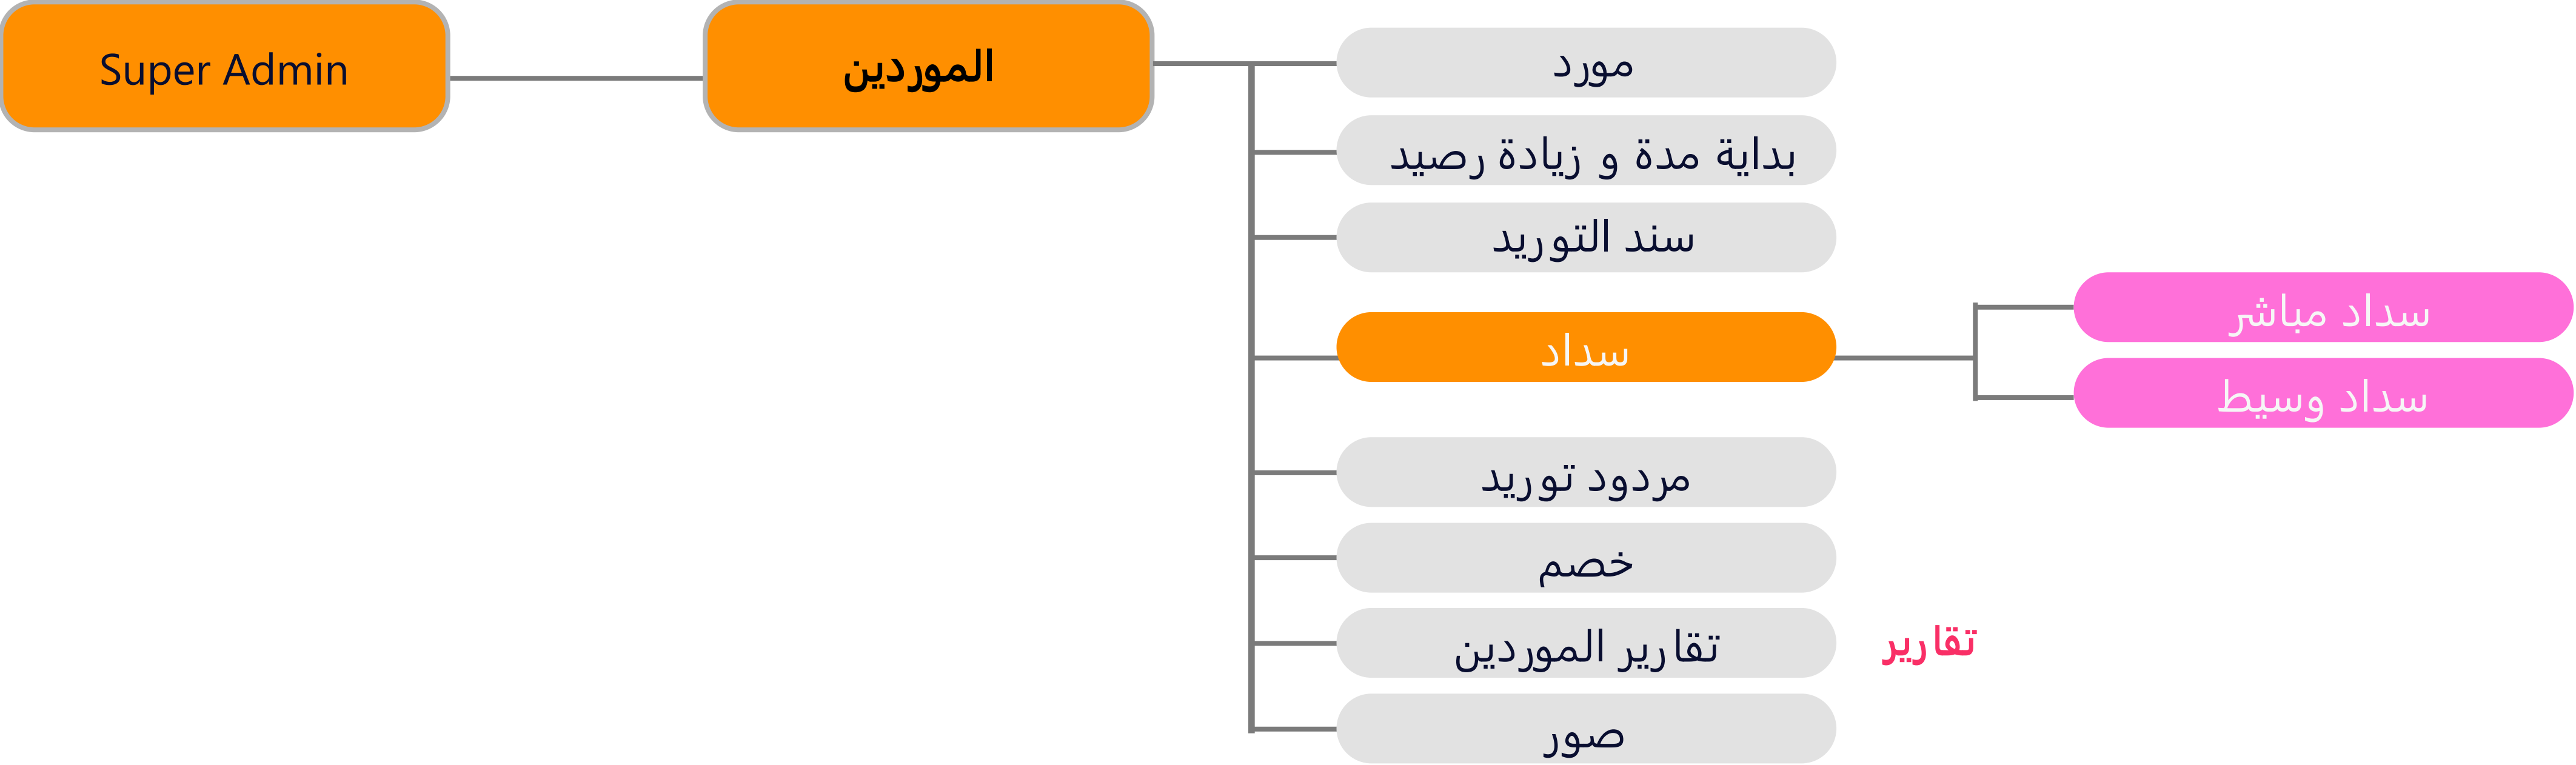 Super Admin
الموردين
مورد
بداية مدة و زيادة رصيد
سند التوريد
سداد
سداد مباشر
سداد وسيط
مردود توريد
خصم
تقارير الموردين
تقارير
صور